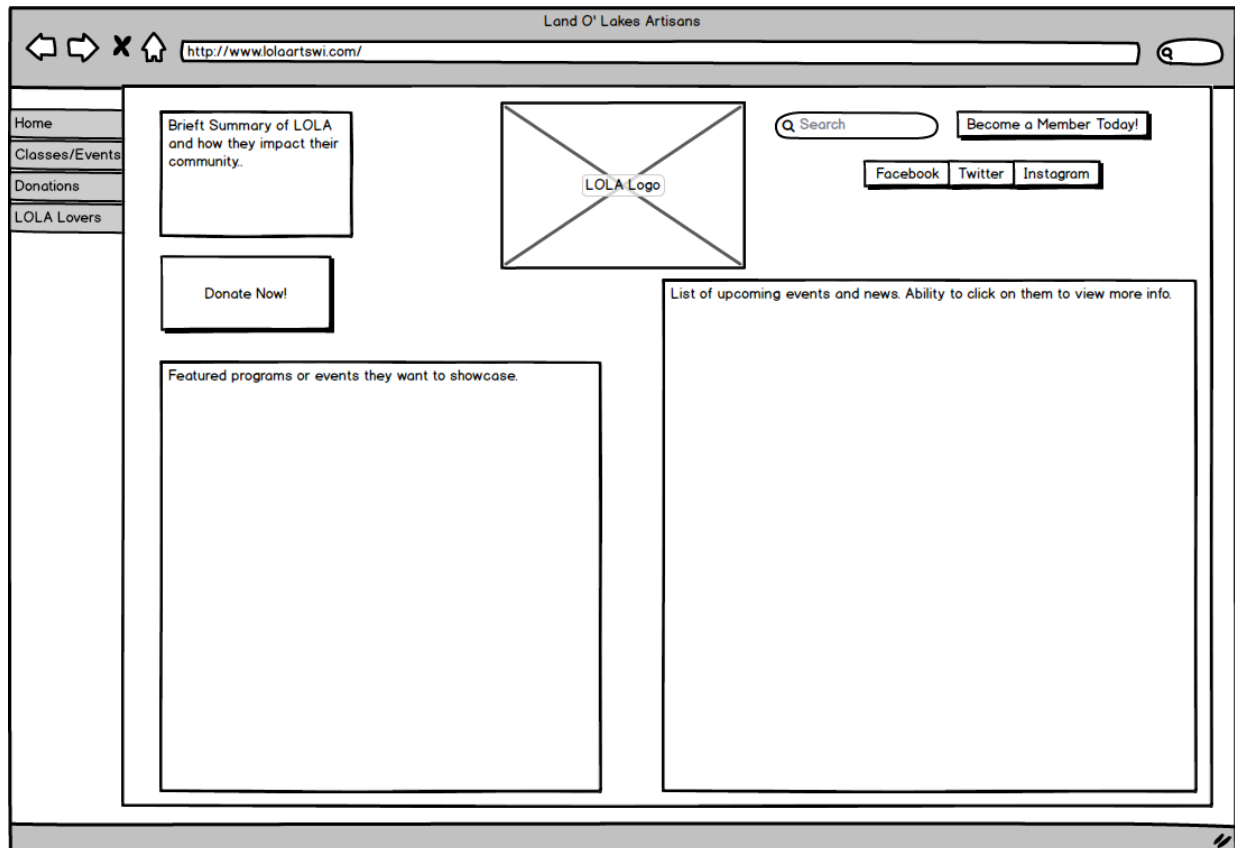 Land O' Lakes Artisans
http://www.lolaartswi.com/
Home
Classes/Events
Donations
LOLA Lovers
Brieft Summary of LOLA
and how they impact their
community..
LOLA Logo
Search
Become a Member Today!
Facebook Twitter Instagram
Donate Now!
List of upcoming events and news. Ability to click on them to view more info.
Featured programs or events they want to showcase.